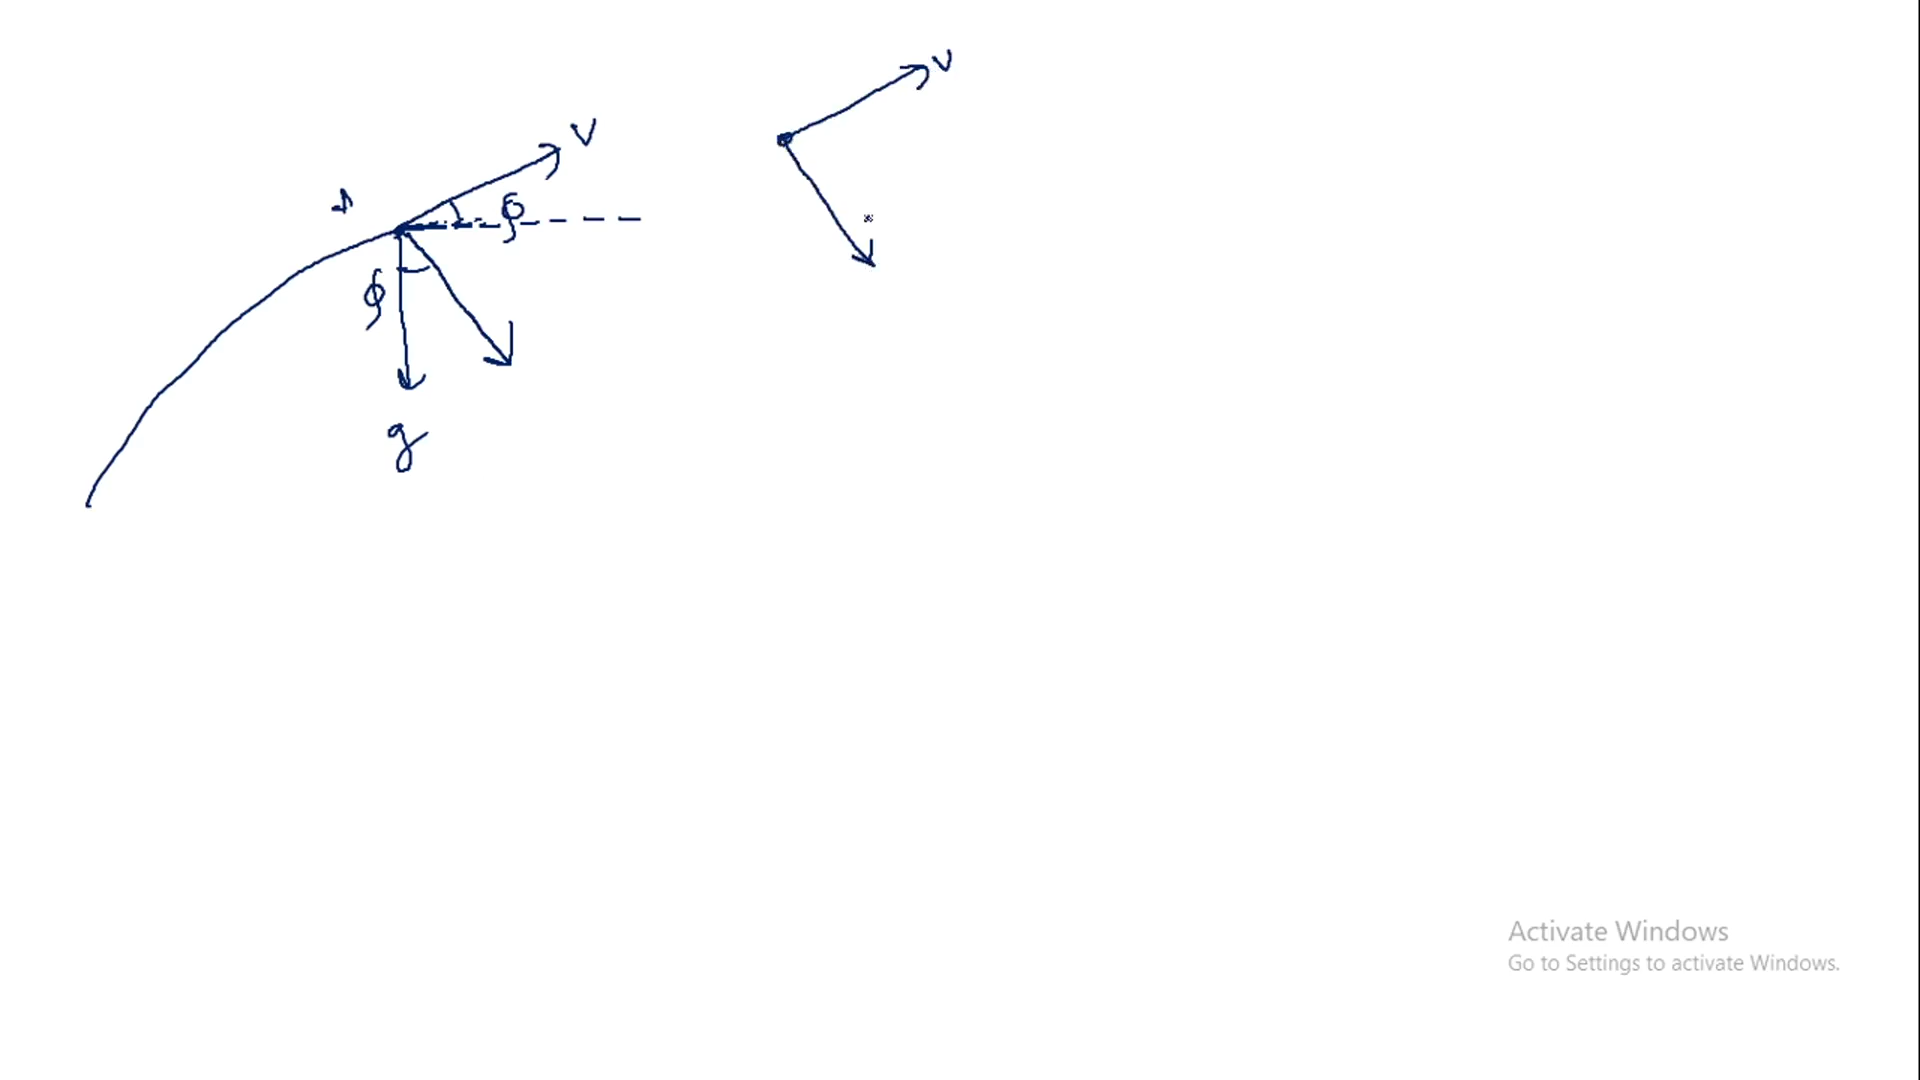 v
v
s
φ
φ
g
Activate Windows
Go to Settings to activate Windows.